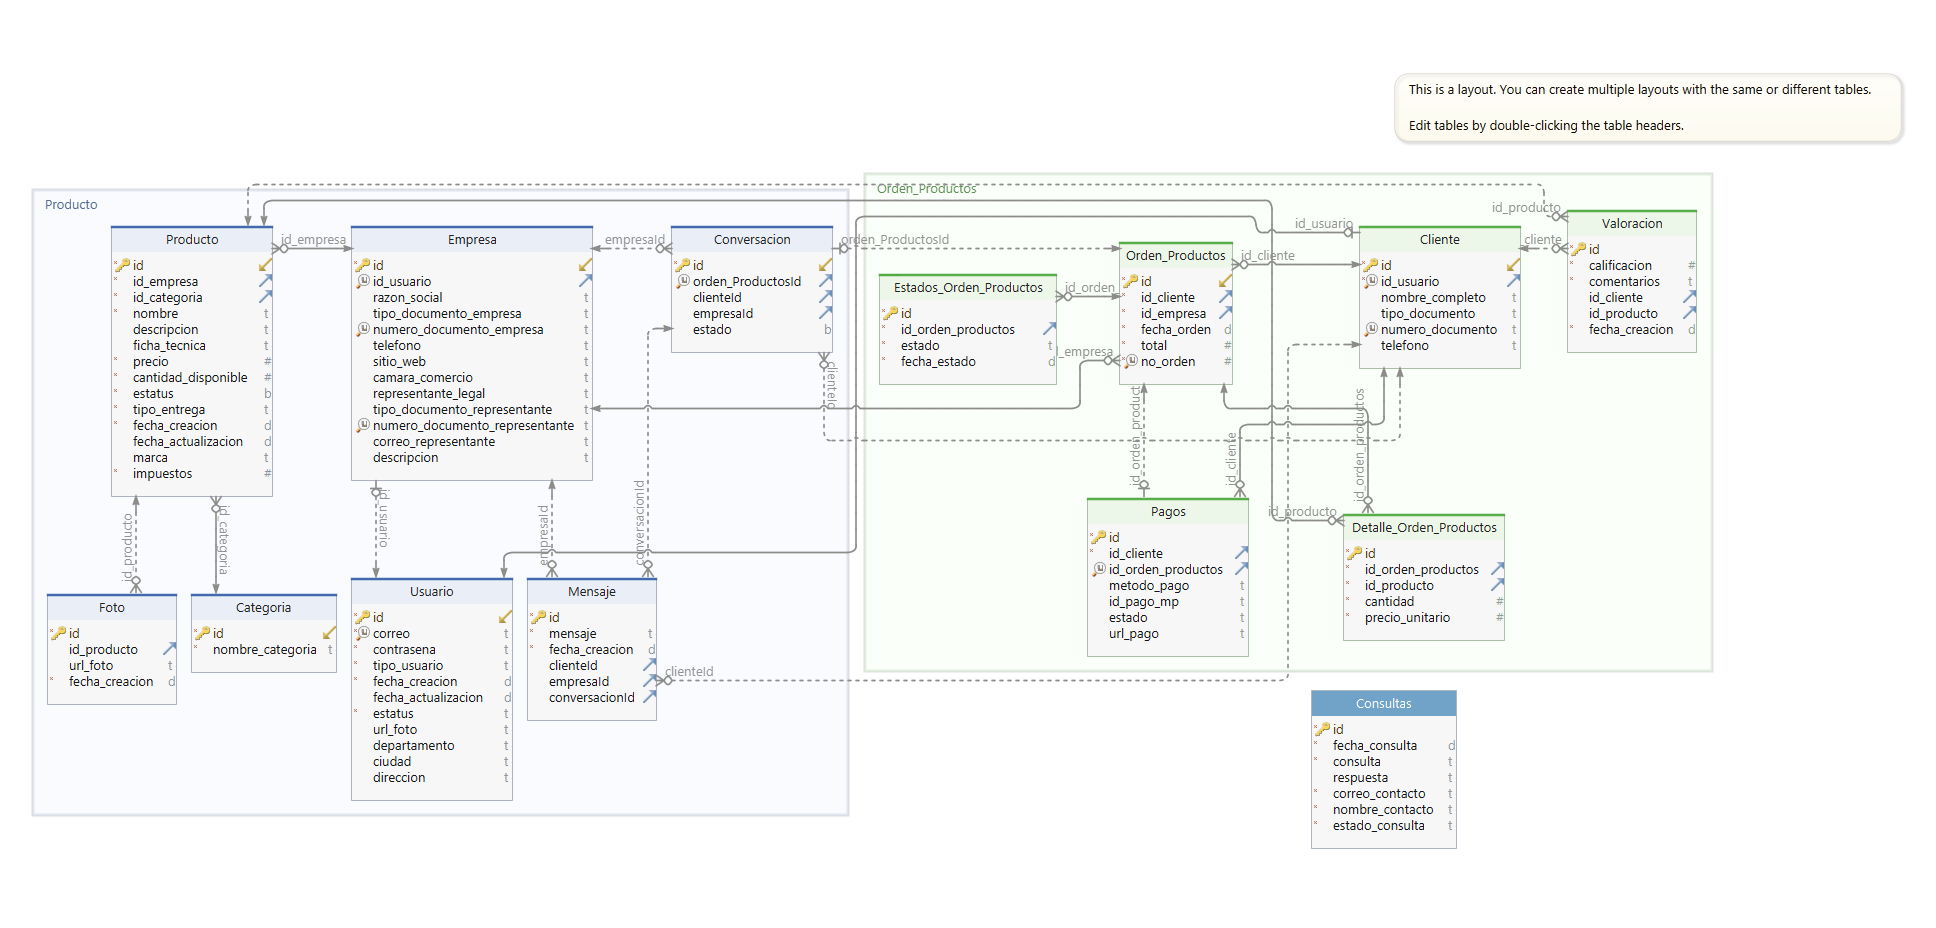 This is a layout. You can create multiple layouts with the same or different tables.
Edit tables by double-clicking the table headers.
Producto
Producto
id
id_empresa
id_categoria
nombre
descripcion
ficha_tecnica
precio #
cantidad_disponible #
estatus b
tipo_entrega t
fecha_creacion d
fecha_actualizacion d
marca t
impuestos #
id_empresa
Empresa
id
id_usuario
razon_social t
tipo_documento_empresa t
numero_documento_empresa t
telefono t
sitio_web t
camara_comercio t
representante_legal t
tipo_documento_representante t
numero_documento_representante t
correo_representante t
descripcion t
empresaId
Conversacion
id
orden_ProductosId
clienteId
empresaId
estado b
orden_ProductosId
clienteId
id_producto
id_categoria
id_usuario
empresaId
conversacionId
Foto
id
id_producto
url_foto t
fecha_creacion d
Categoria
id
nombre_categoria t
Usuario
id
correo t
contrasena t
tipo_usuario t
fecha_creacion d
fecha_actualizacion d
estatus t
url_foto t
departamento t
ciudad t
direccion t
Mensaje
id
mensaje t
fecha_creacion d
clienteId
empresaId
conversacionId
clienteId
Orden_Productos
Estados_Orden_Productos
id
id_orden_productos
estado t
fecha_estado d
id_orden
_empresa
Orden_Productos
id
id_cliente
id_empresa
fecha_orden d
total #
no_orden #
id_cliente
id_usuario
Cliente
id
id_usuario
nombre_completo t
tipo_documento t
numero_documento t
telefono t
cliente
id_producto
Valoracion
id
calificacion #
comentarios t
id_cliente
id_producto
fecha_creacion d
id_orden_product
id_cliente
id_orden_productos
id_producto
Pagos
id
id_cliente
id_orden_productos
metodo_pago t
id_pago_mp t
estado t
url_pago t
Detalle_Orden_Productos
id
id_orden_productos
id_producto
cantidad #
precio_unitario #
Consultas
id
fecha_consulta d
consulta t
respuesta t
correo_contacto t
nombre_contacto t
estado_consulta t